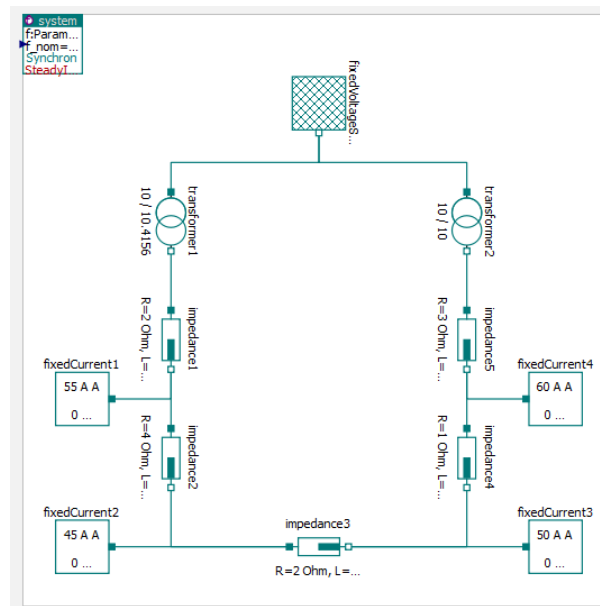 system
f:Param...
f_nom=...
Synchron
SteadyI...
fixedVoltageS...
transformer1
10 / 10.4156
transformer2
10 / 10
impedance1
R=2 Ohm, L=...
impedance5
R=3 Ohm, L=...
fixedCurrent1
55 A A
0 ...
fixedCurrent4
60 A A
0 ...
impedance2
R=4 Ohm, L=...
impedance4
R=1 Ohm, L=...
fixedCurrent2
45 A A
0 ...
impedance3
R=2 Ohm, L=...
fixedCurrent3
50 A A
0 ...